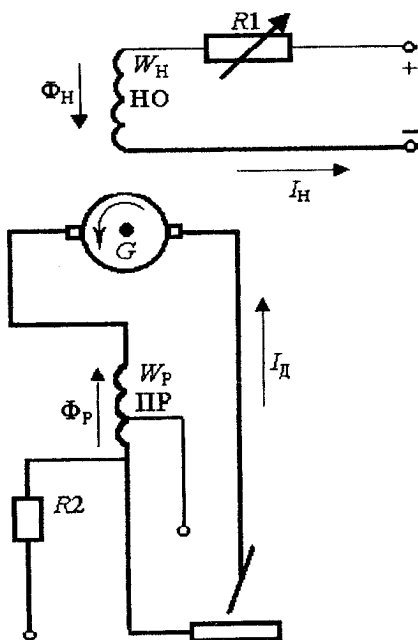 R1
+
W_Н
Φ_Н
НО
−
I_Н
G
W_Р
I_Д
ПР
Φ_Р
R2